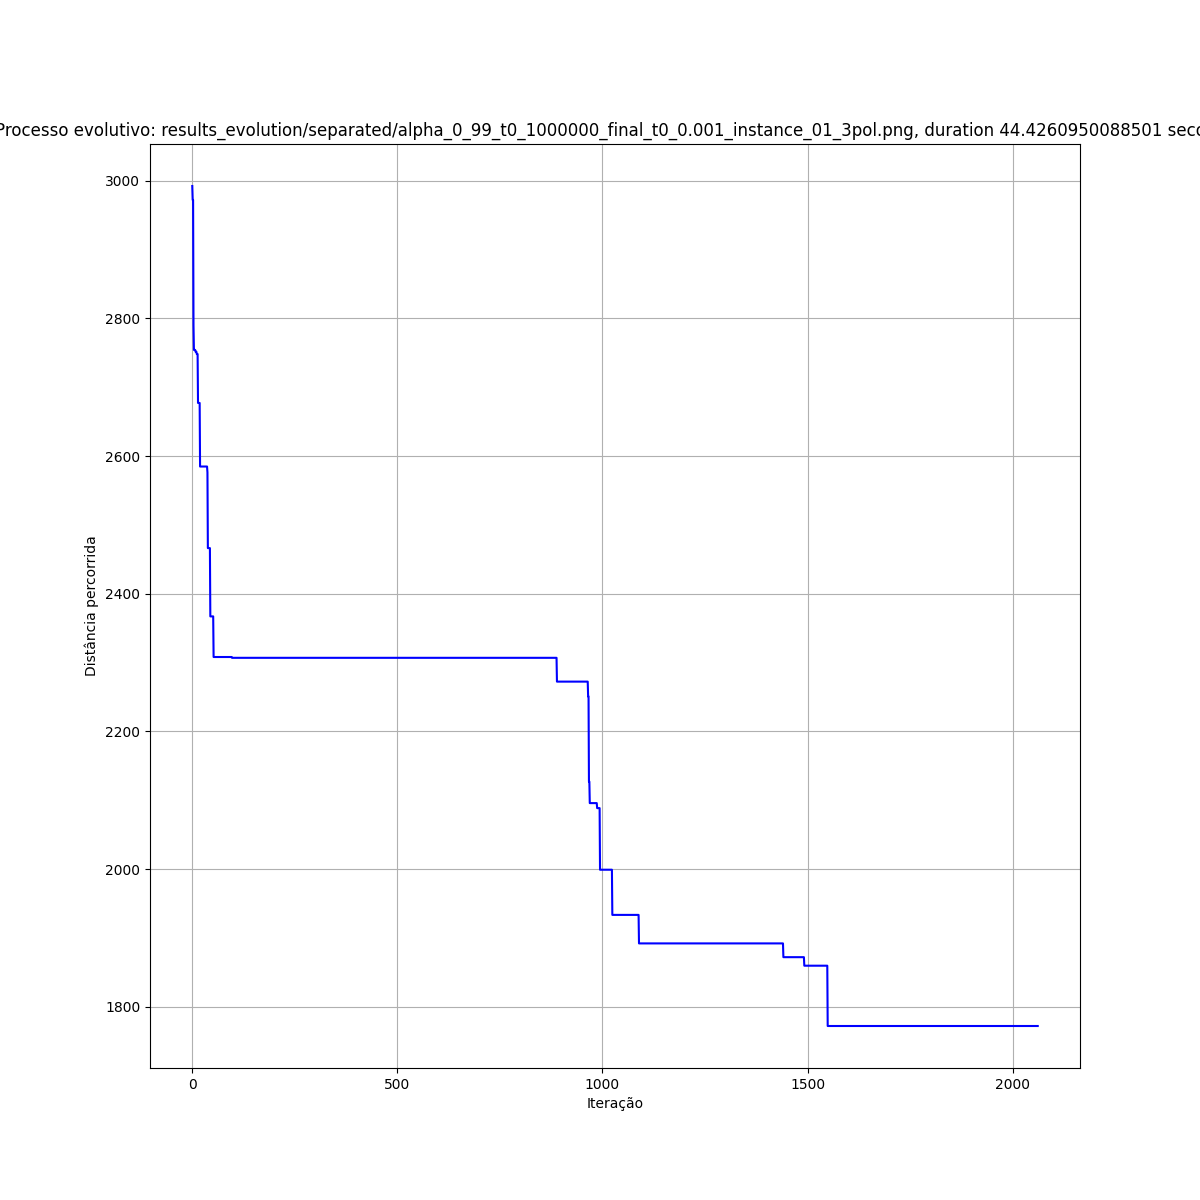 Processo evolutivo: results_evolution/separated/alpha_0_99_t0_1000000_final_t0_0.001_instance_01_3pol.png, duration 44.4260950088501 seco
3000
2800
2600
2400
2200
2000
1800
Distância percorrida
0 500 1000 1500 2000
Iteração